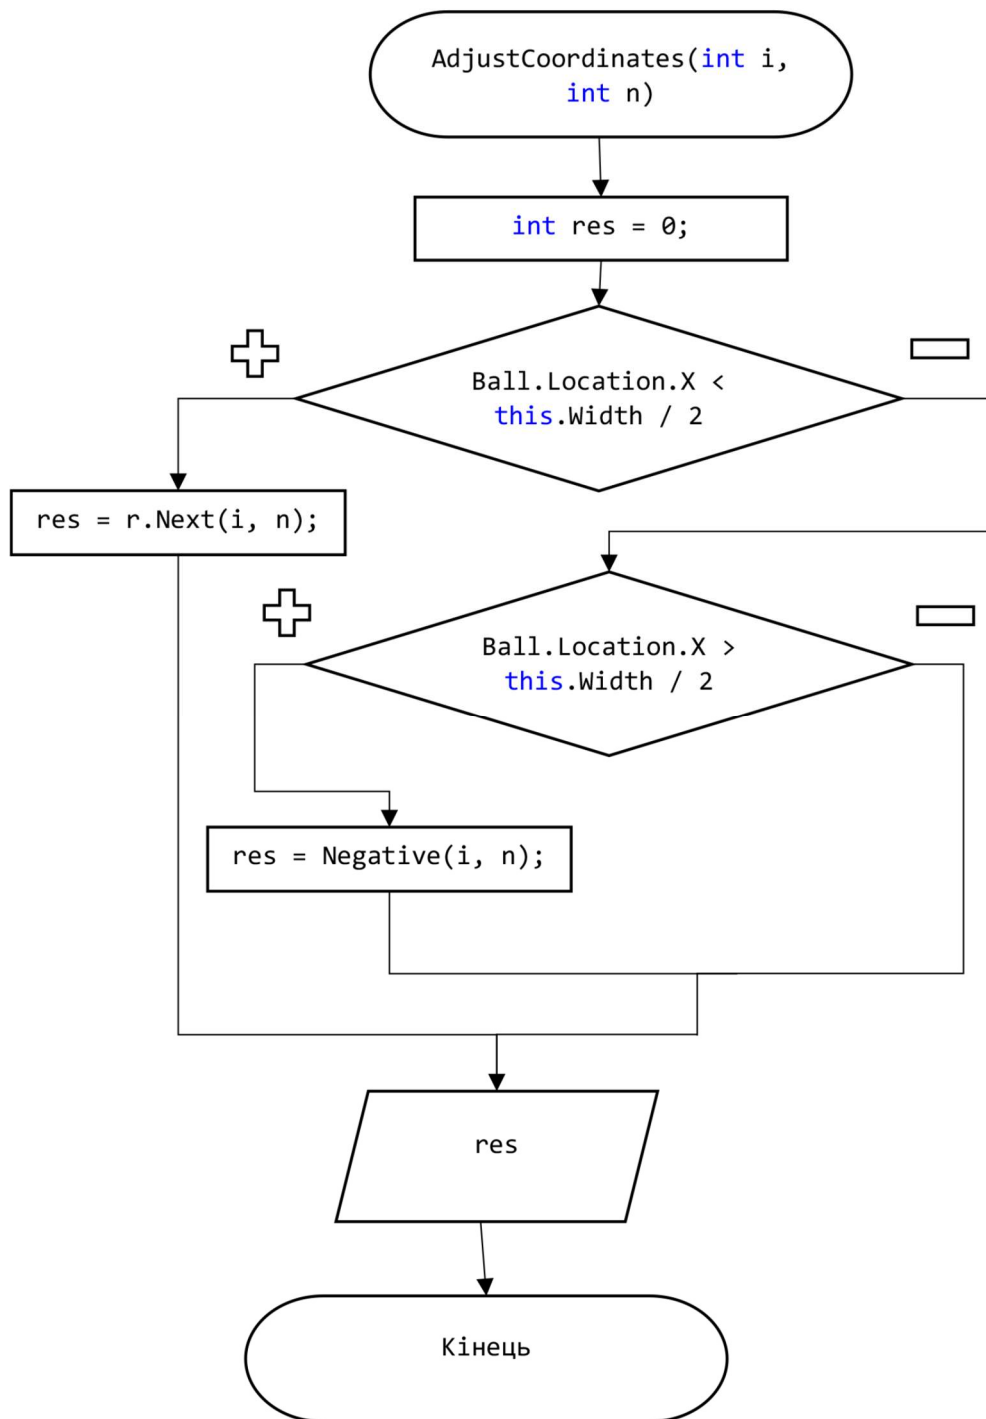 AdjustCoordinates(int i,
int n)
int res = 0;
Ball.Location.X <
this.Width / 2
res = r.Next(i, n);
Ball.Location.X >
this.Width / 2
res = Negative(i, n);
res
Кінець